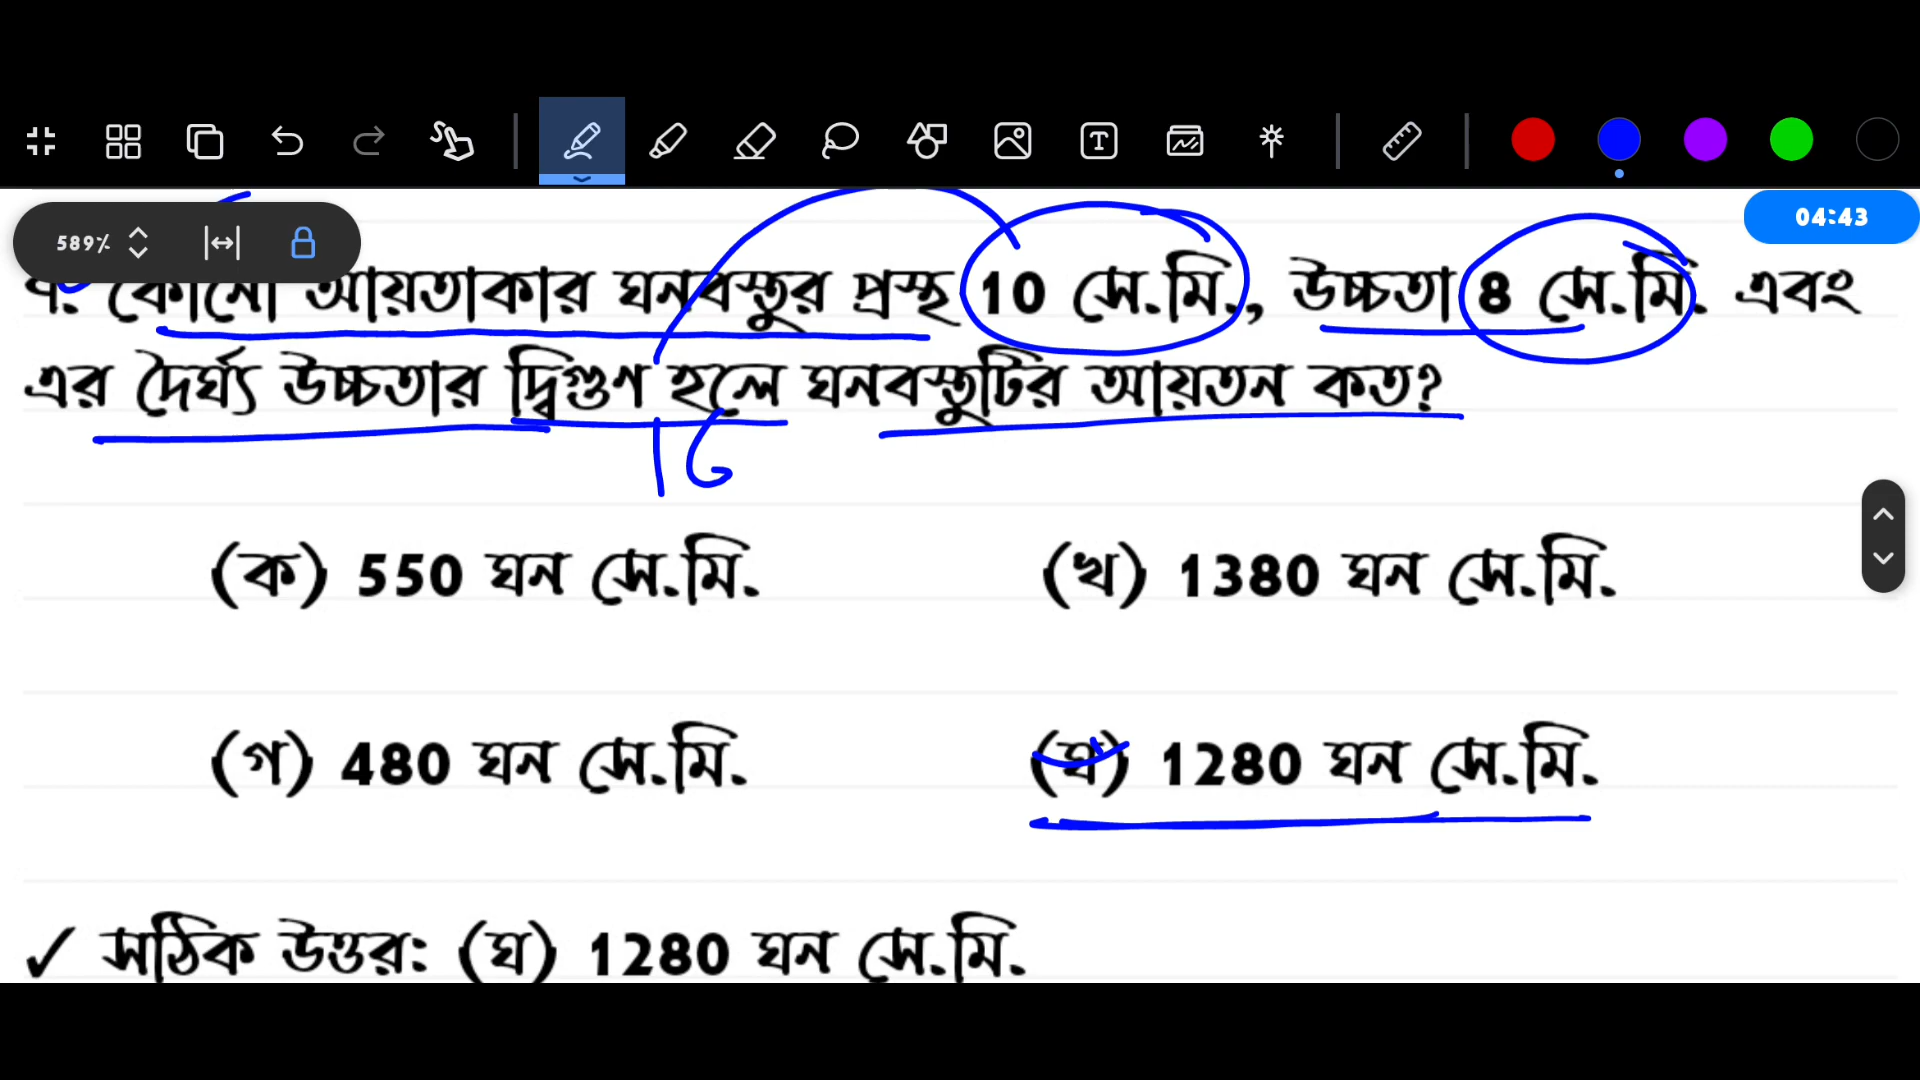 589%
04:43
কোনো আয়তাকার ঘনবস্তুর প্রস্থ 10 সে.মি., উচ্চতা 8 সে.মি. এবং
এর দৈর্ঘ্য উচ্চতার দ্বিগুণ হলে ঘনবস্তুটির আয়তন কত?
16
(ক) 550 ঘন সে.মি.
(খ) 1380 ঘন সে.মি.
(গ) 480 ঘন সে.মি.
(ঘ) 1280 ঘন সে.মি.
✓ সঠিক উত্তর: (ঘ) 1280 ঘন সে.মি.